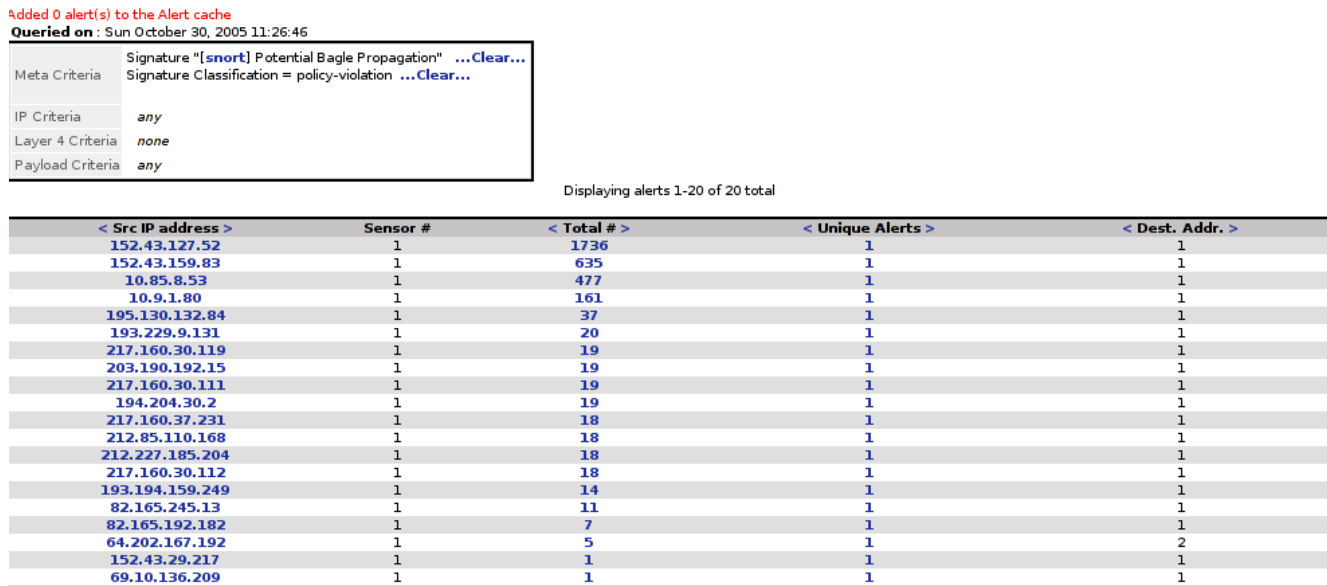 Added 0 alert(s) to the Alert cache
Queried on : Sun October 30, 2005 11:26:46
Meta Criteria Signature "[snort] Potential Bagle Propagation" ...Clear...
Signature Classification = policy-violation ...Clear...
IP Criteria any
Layer 4 Criteria none
Payload Criteria any
Displaying alerts 1-20 of 20 total
< Src IP address > Sensor # < Total # > < Unique Alerts > < Dest. Addr. >
152.43.127.52 1 1736 1 1
152.43.159.83 1 635 1 1
10.85.8.53 1 477 1 1
10.9.1.80 1 161 1 1
195.130.132.84 1 37 1 1
193.229.9.131 1 20 1 1
217.160.30.119 1 19 1 1
203.190.192.15 1 19 1 1
217.160.30.111 1 19 1 1
194.204.30.2 1 19 1 1
217.160.37.231 1 18 1 1
212.85.110.168 1 18 1 1
212.227.185.204 1 18 1 1
217.160.30.112 1 18 1 1
193.194.159.249 1 14 1 1
82.165.245.13 1 11 1 1
82.165.192.182 1 7 1 1
64.202.167.192 1 5 1 2
152.43.29.217 1 1 1 1
69.10.136.209 1 1 1 1